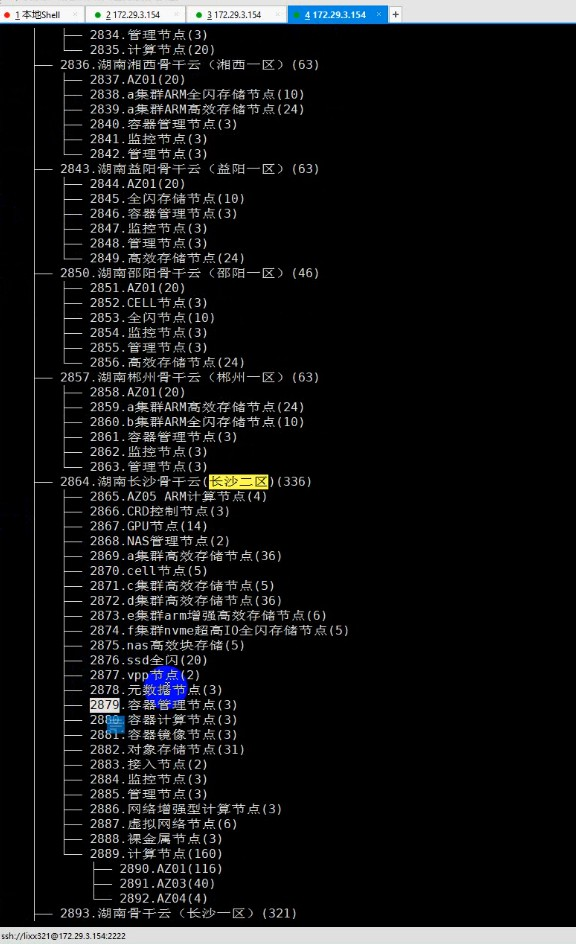 1 本地Shell
2 172.29.3.154
3 172.29.3.154
4 172.29.3.154
2834.管理节点(3)
2835.计算节点(20)
2836.湖南湘西骨干云（湘西一区）(63)
2837.AZ01(20)
2838.a集群ARM全闪存储节点(10)
2839.a集群ARM高效存储节点(24)
2840.容器管理节点(3)
2841.监控节点(3)
2842.管理节点(3)
2843.湖南益阳骨干云（益阳一区）(63)
2844.AZ01(20)
2845.全闪存储节点(10)
2846.容器管理节点(3)
2847.监控节点(3)
2848.管理节点(3)
2849.高效存储节点(24)
2850.湖南邵阳骨干云（邵阳一区）(46)
2851.AZ01(20)
2852.CELL节点(3)
2853.全闪节点(10)
2854.监控节点(3)
2855.管理节点(3)
2856.高效存储节点(24)
2857.湖南郴州骨干云（郴州一区）(63)
2858.AZ01(20)
2859.a集群ARM高效存储节点(24)
2860.b集群ARM全闪存储节点(10)
2861.容器管理节点(3)
2862.监控节点(3)
2863.管理节点(3)
2864.湖南长沙骨干云(长沙二区)(336)
2865.AZ05 ARM计算节点(4)
2866.CRD控制节点(3)
2867.GPU节点(14)
2868.NAS管理节点(2)
2869.a集群高效存储节点(36)
2870.cell节点(5)
2871.c集群高效存储节点(5)
2872.d集群高效存储节点(36)
2873.e集群arm增强高效存储节点(6)
2874.f集群nvme超高IO全闪存储节点(5)
2875.nas高效块存储(5)
2876.ssd全闪(20)
2877.vpp节点(2)
2878.元数据节点(3)
2879.容器管理节点(3)
2880.容器计算节点(3)
2881.容器镜像节点(3)
2882.对象存储节点(31)
2883.接入节点(2)
2884.监控节点(3)
2885.管理节点(3)
2886.网络增强型计算节点(3)
2887.虚拟网络节点(6)
2888.裸金属节点(3)
2889.计算节点(160)
2890.AZ01(116)
2891.AZ03(40)
2892.AZ04(4)
2893.湖南骨干云（长沙一区）(321)
ssh://lixx321@172.29.3.154:2222